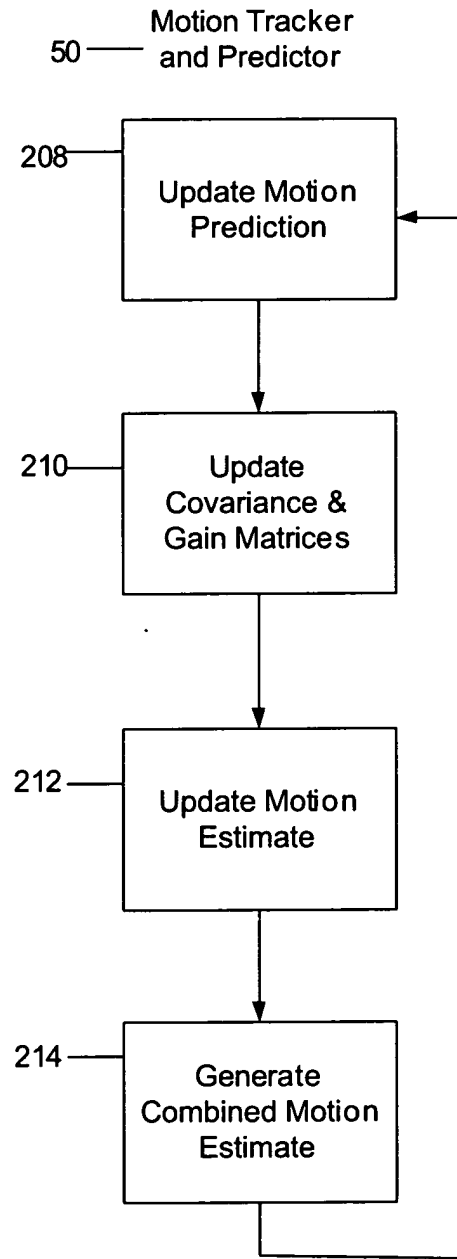 Motion Tracker
50 and Predictor
208
Update Motion
Prediction
210
Update
Covariance &
Gain Matrices
212
Update Motion
Estimate
214
Generate
Combined Motion
Estimate